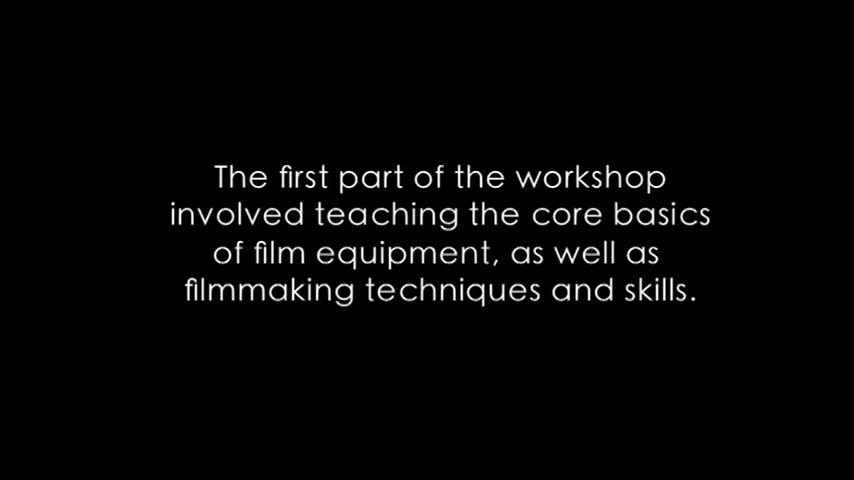 The first part of the workshop
involved teaching the core basics
of film equipment, as well as
filmmaking techniques and skills.